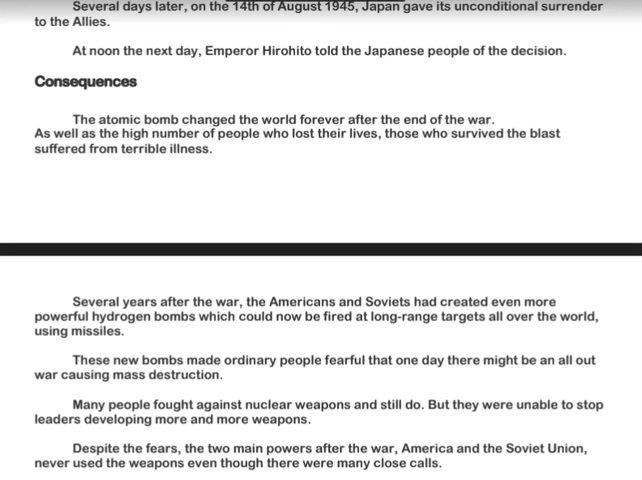 Several days later, on the 14th of August 1945, Japan gave its unconditional surrender
to the Allies.
At noon the next day, Emperor Hirohito told the Japanese people of the decision.
Consequences
The atomic bomb changed the world forever after the end of the war.
As well as the high number of people who lost their lives, those who survived the blast
suffered from terrible illness.
Several years after the war, the Americans and Soviets had created even more
powerful hydrogen bombs which could now be fired at long-range targets all over the world,
using missiles.
These new bombs made ordinary people fearful that one day there might be an all out
war causing mass destruction.
Many people fought against nuclear weapons and still do. But they were unable to stop
leaders developing more and more weapons.
Despite the fears, the two main powers after the war, America and the Soviet Union,
never used the weapons even though there were many close calls.